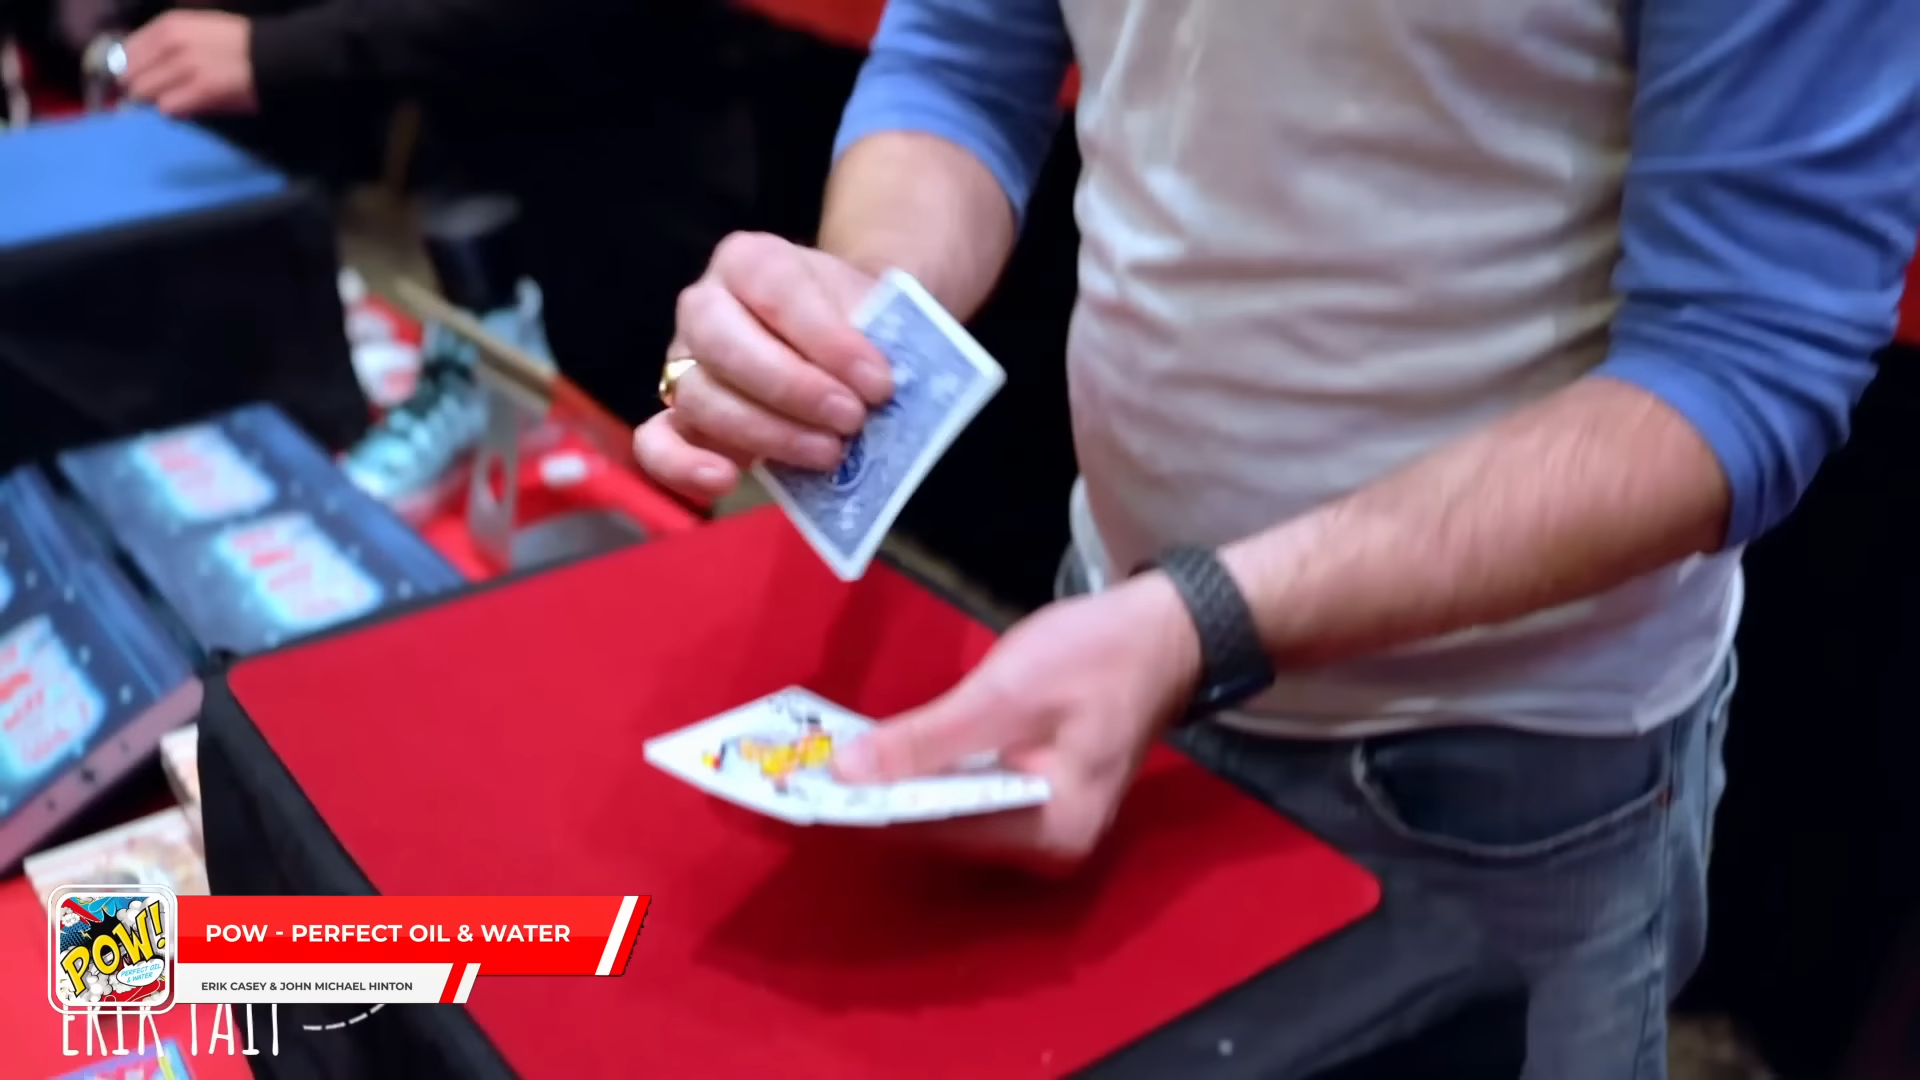 POW!
PERFECT OIL
& WATER
POW - PERFECT OIL & WATER
ERIK CASEY & JOHN MICHAEL HINTON
ERIK TAIT